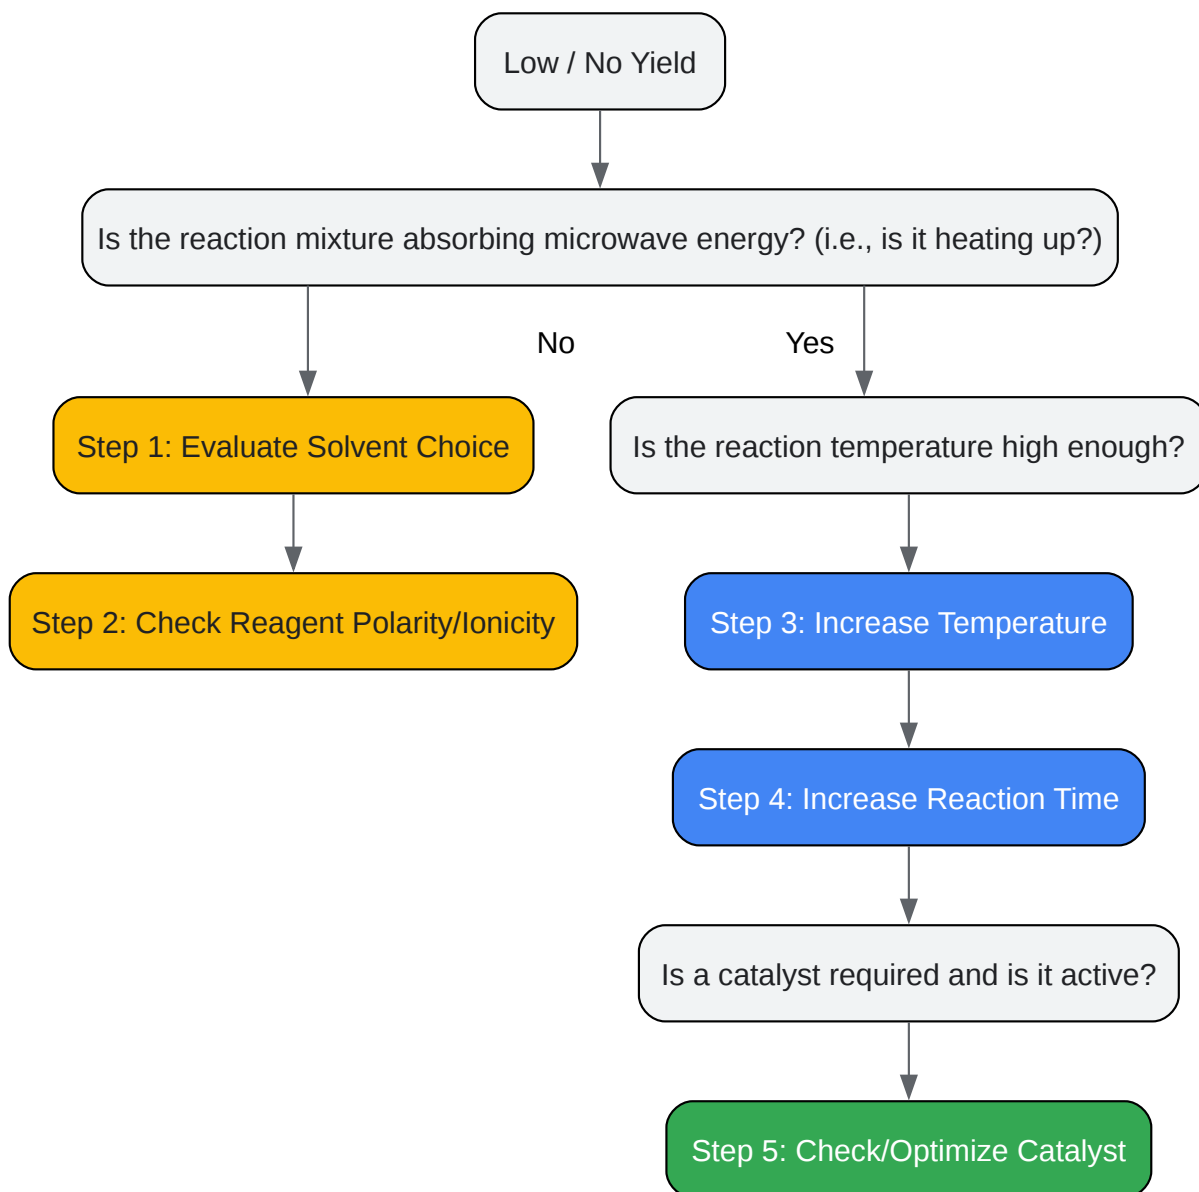 Low / No Yield
Is the reaction mixture absorbing microwave energy? (i.e., is it heating up?)
No
Yes
Step 1: Evaluate Solvent Choice
Is the reaction temperature high enough?
Step 2: Check Reagent Polarity/Ionicity
Step 3: Increase Temperature
Step 4: Increase Reaction Time
Is a catalyst required and is it active?
Step 5: Check/Optimize Catalyst